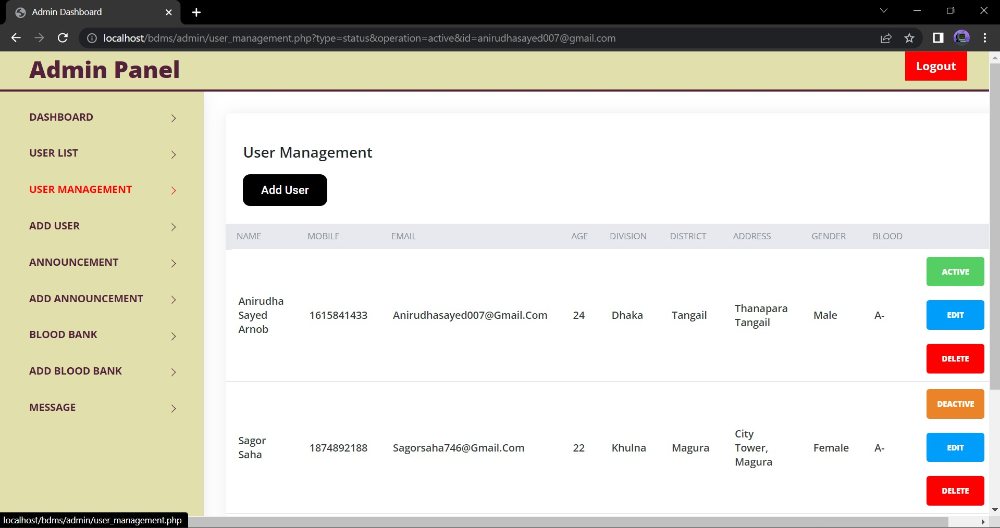 Admin Dashboard
localhost/bdms/admin/user_management.php?type=status&operation=active&id=anirudhasayed007@gmail.com
Admin Panel
Logout
DASHBOARD
USER LIST
USER MANAGEMENT
ADD USER
ANNOUNCEMENT
ADD ANNOUNCEMENT
BLOOD BANK
ADD BLOOD BANK
MESSAGE
User Management
Add User
NAME MOBILE EMAIL AGE DIVISION DISTRICT ADDRESS GENDER BLOOD
Anirudha
Sayed
Arnob
1615841433
Anirudhasayed007@Gmail.Com
24
Dhaka
Tangail
Thanapara
Tangail
Male
A-
ACTIVE
EDIT
DELETE
Sagor
Saha
1874892188
Sagorsaha746@Gmail.Com
22
Khulna
Magura
City
Tower,
Magura
Female
A-
DEACTIVE
EDIT
DELETE
localhost/bdms/admin/user_management.php